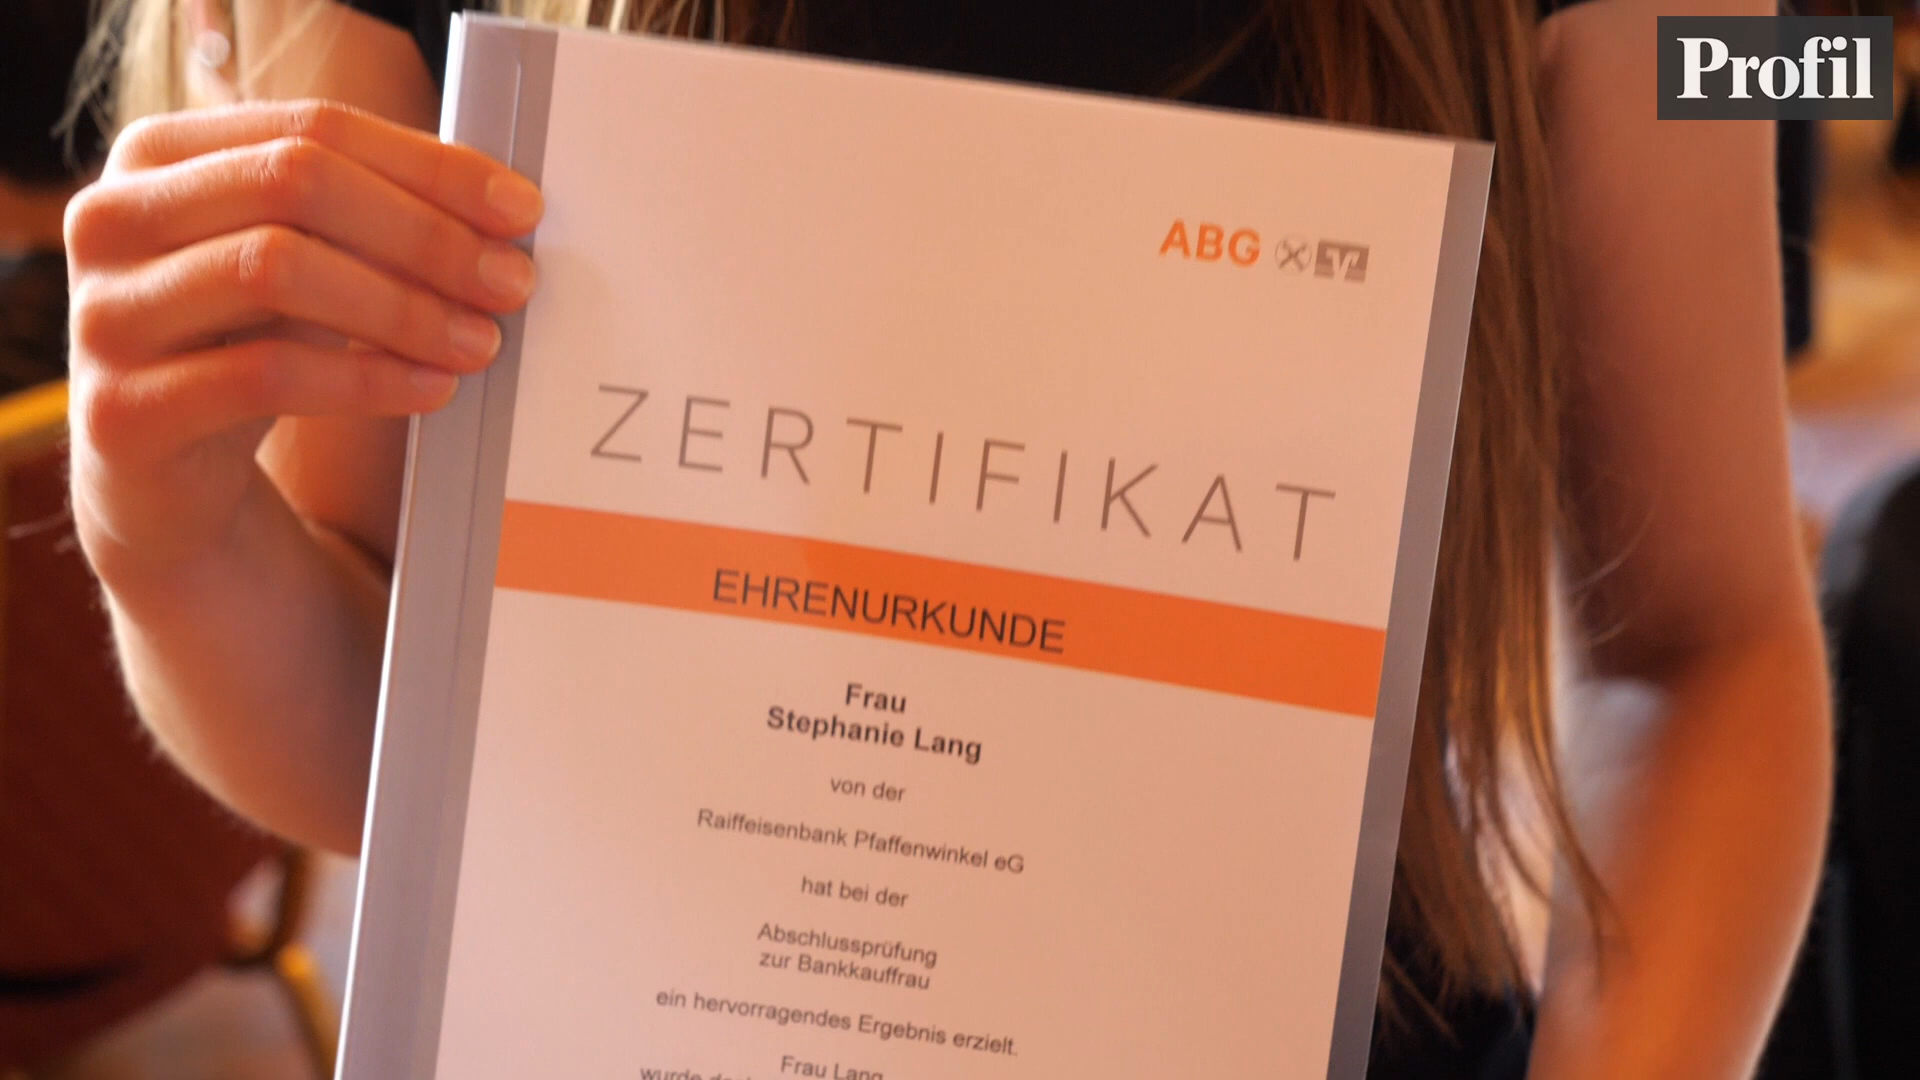 Profil
ABG
ZERTIFIKAT
EHRENURKUNDE
Frau
Stephanie Lang
von der
Raiffeisenbank Pfaffenwinkel eG
hat bei der
Abschlussprüfung
zur Bankkauffrau
ein hervorragendes Ergebnis erzielt.
Frau Lang
wurde